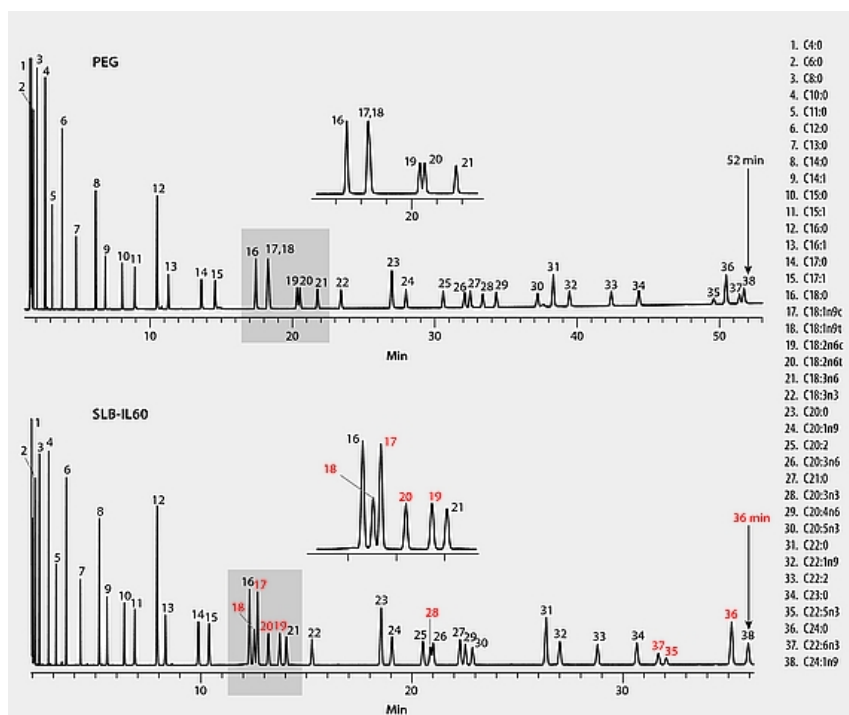 PEG
1 2 3 4 5 6 7 8 9 10 11 12 13 14 15 16 17,18 19 20 21 22 23 24 25 26 27 28 29 30 31 32 33 34 35 36 37 38
16 17,18 19 20 21
20
52 min
10 20 30 40 50
Min
SLB-IL60
1 2 3 4 5 6 7 8 9 10 11 12 13 14 15 16 18 17 20 19 21 22 23 24 25 28 26 27 29 30 31 32 33 34 37 35 36 38
16 18 17 20 19 21
36 min
10 20 30
Min
1. C4:0
2. C6:0
3. C8:0
4. C10:0
5. C11:0
6. C12:0
7. C13:0
8. C14:0
9. C14:1
10. C15:0
11. C15:1
12. C16:0
13. C16:1
14. C17:0
15. C17:1
16. C18:0
17. C18:1n9c
18. C18:1n9t
19. C18:2n6c
20. C18:2n6t
21. C18:3n6
22. C18:3n3
23. C20:0
24. C20:1n9
25. C20:2
26. C20:3n6
27. C21:0
28. C20:3n3
29. C20:4n6
30. C20:5n3
31. C22:0
32. C22:1n9
33. C22:2
34. C23:0
35. C22:5n3
36. C24:0
37. C22:6n3
38. C24:1n9